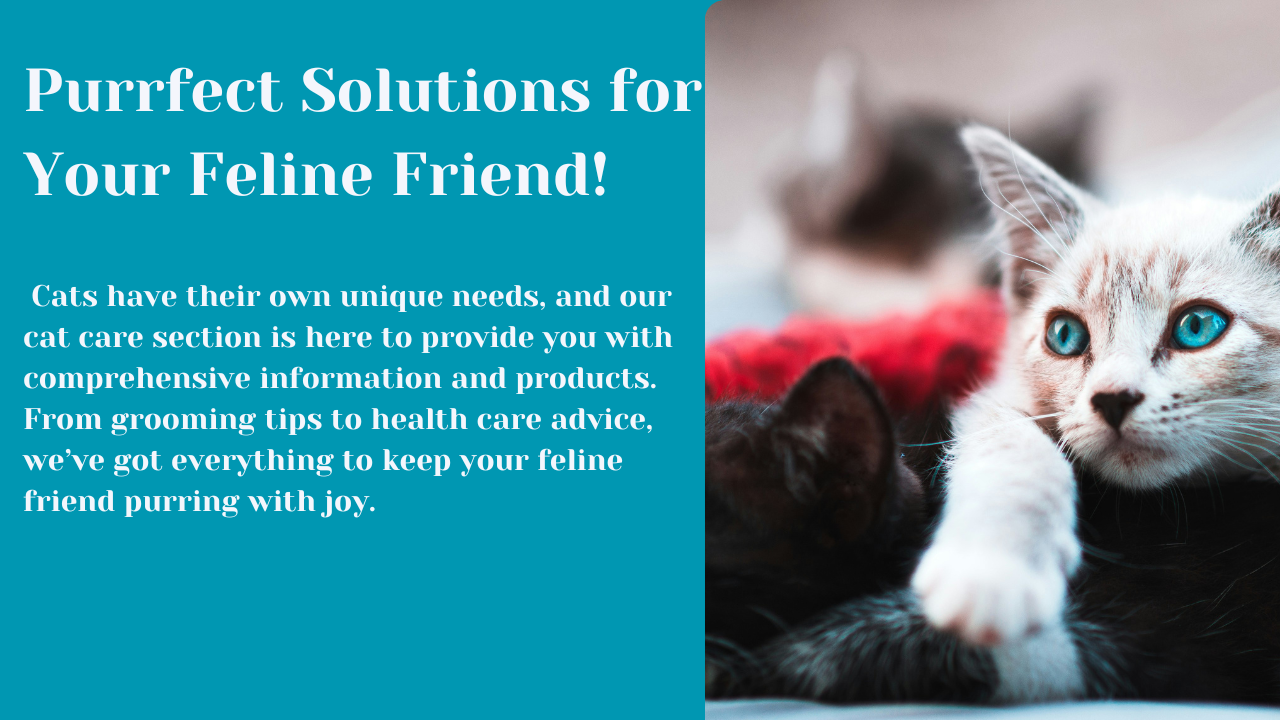 Purrfect Solutions for
Your Feline Friend!
Cats have their own unique needs, and our
cat care section is here to provide you with
comprehensive information and products.
From grooming tips to health care advice,
we’ve got everything to keep your feline
friend purring with joy.